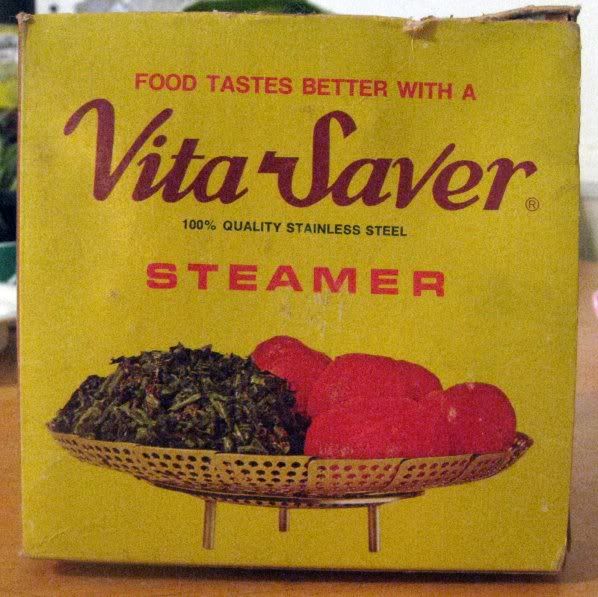 FOOD TASTES BETTER WITH A
Vita-Saver®
100% QUALITY STAINLESS STEEL
STEAMER